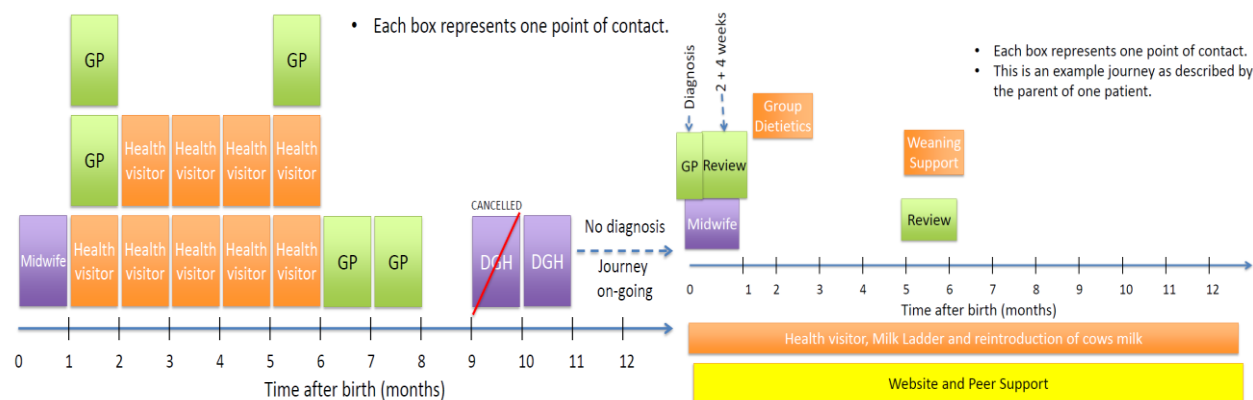 • Each box represents one point of contact.
GP
GP
GP
Health visitor
Health visitor
Health visitor
Health visitor
Midwife
Health visitor
Health visitor
Health visitor
Health visitor
Health visitor
GP
GP
CANCELLED
DGH
DGH
No diagnosis
Journey
on-going
0 1 2 3 4 5 6 7 8 9 10 11 12
Time after birth (months)
Diagnosis
2 + 4 weeks
• Each box represents one point of contact.
• This is an example journey as described by
the parent of one patient.
Group
Dietetics
GP
Review
Weaning
Support
Midwife
Review
0 1 2 3 4 5 6 7 8 9 10 11 12
Time after birth (months)
Health visitor, Milk Ladder and reintroduction of cows milk
Website and Peer Support